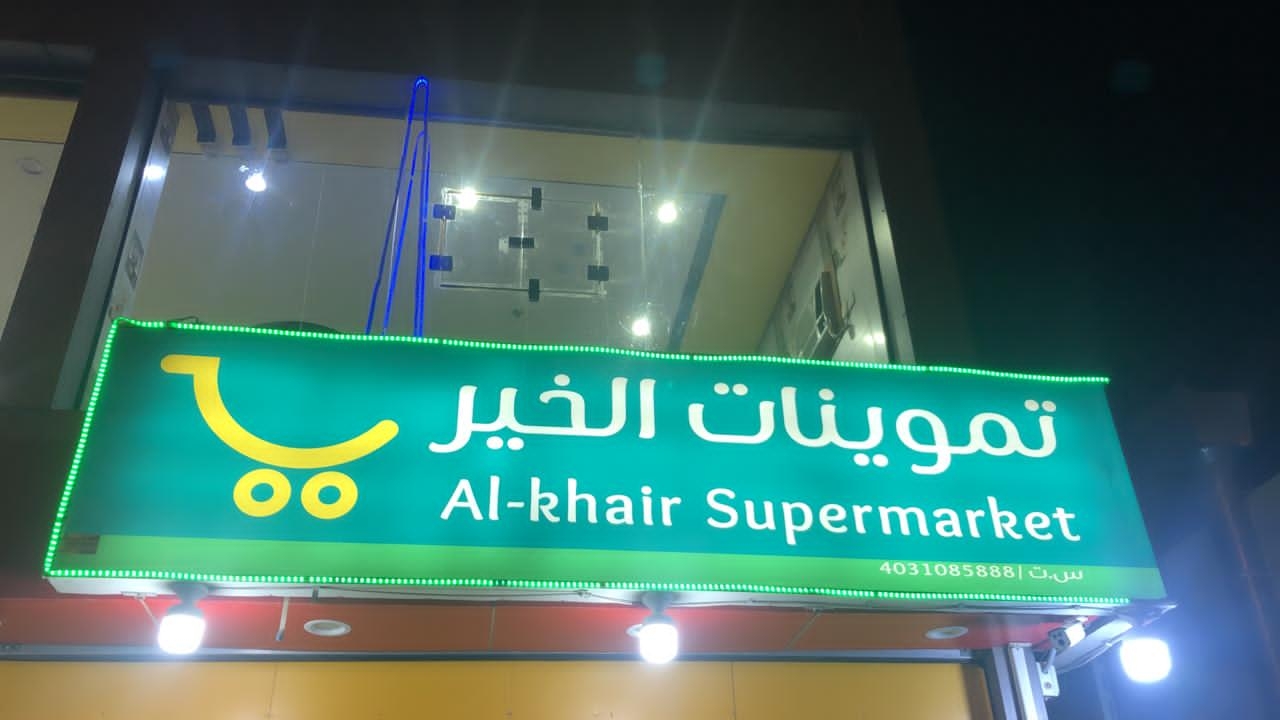 تموينات الخير
Al-khair Supermarket
س.ت | 4031085888